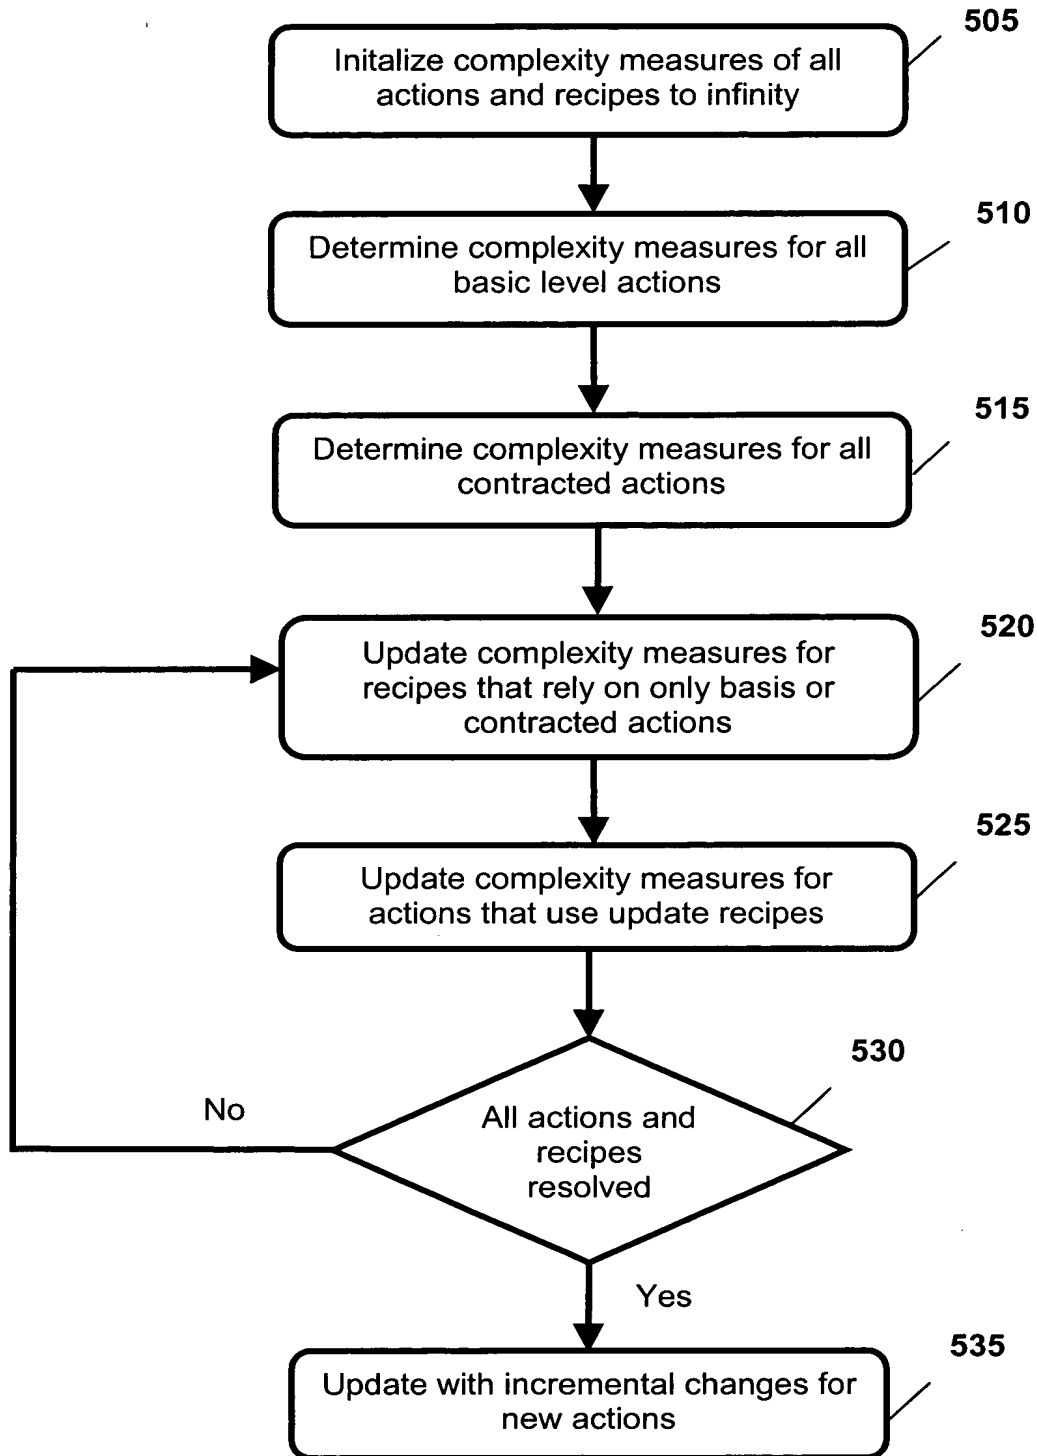 505
Initalize complexity measures of all
actions and recipes to infinity
510
Determine complexity measures for all
basic level actions
515
Determine complexity measures for all
contracted actions
520
Update complexity measures for
recipes that rely on only basis or
contracted actions
525
Update complexity measures for
actions that use update recipes
530
No
All actions and
recipes
resolved
Yes
535
Update with incremental changes for
new actions